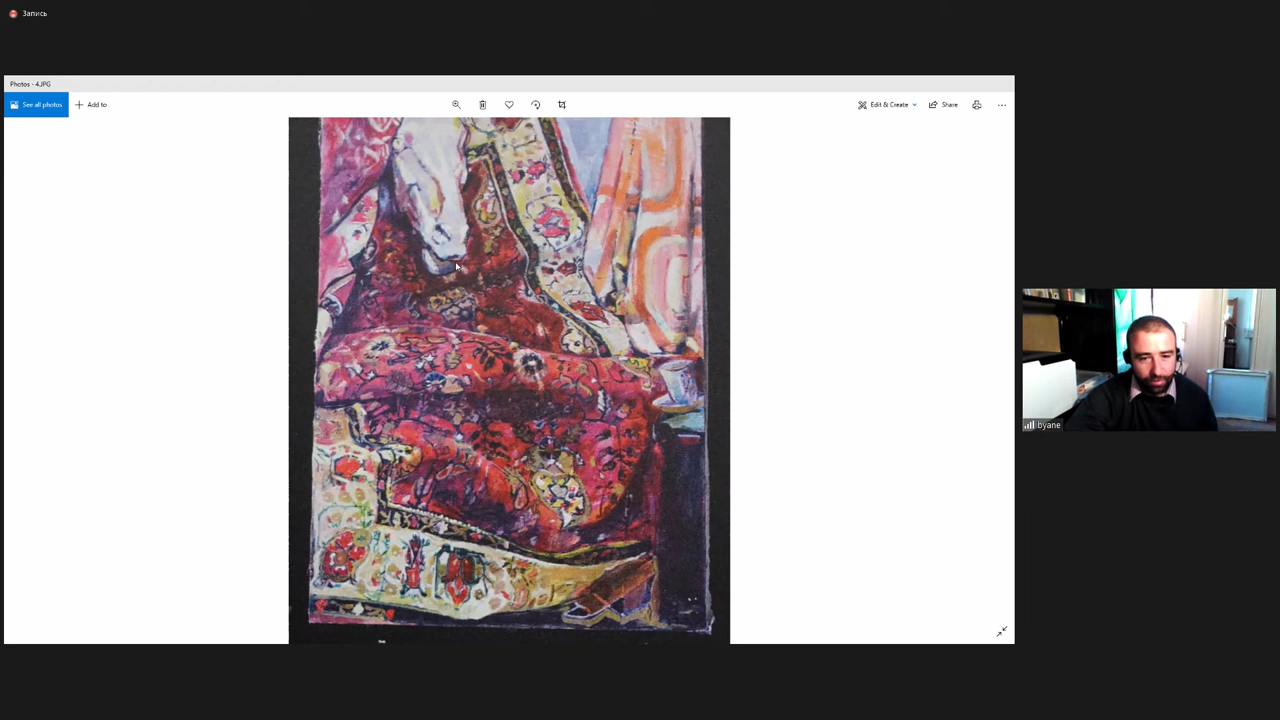 Запись
Photos - 4.JPG
See all photos
Add to
Edit & Create
Share
byane